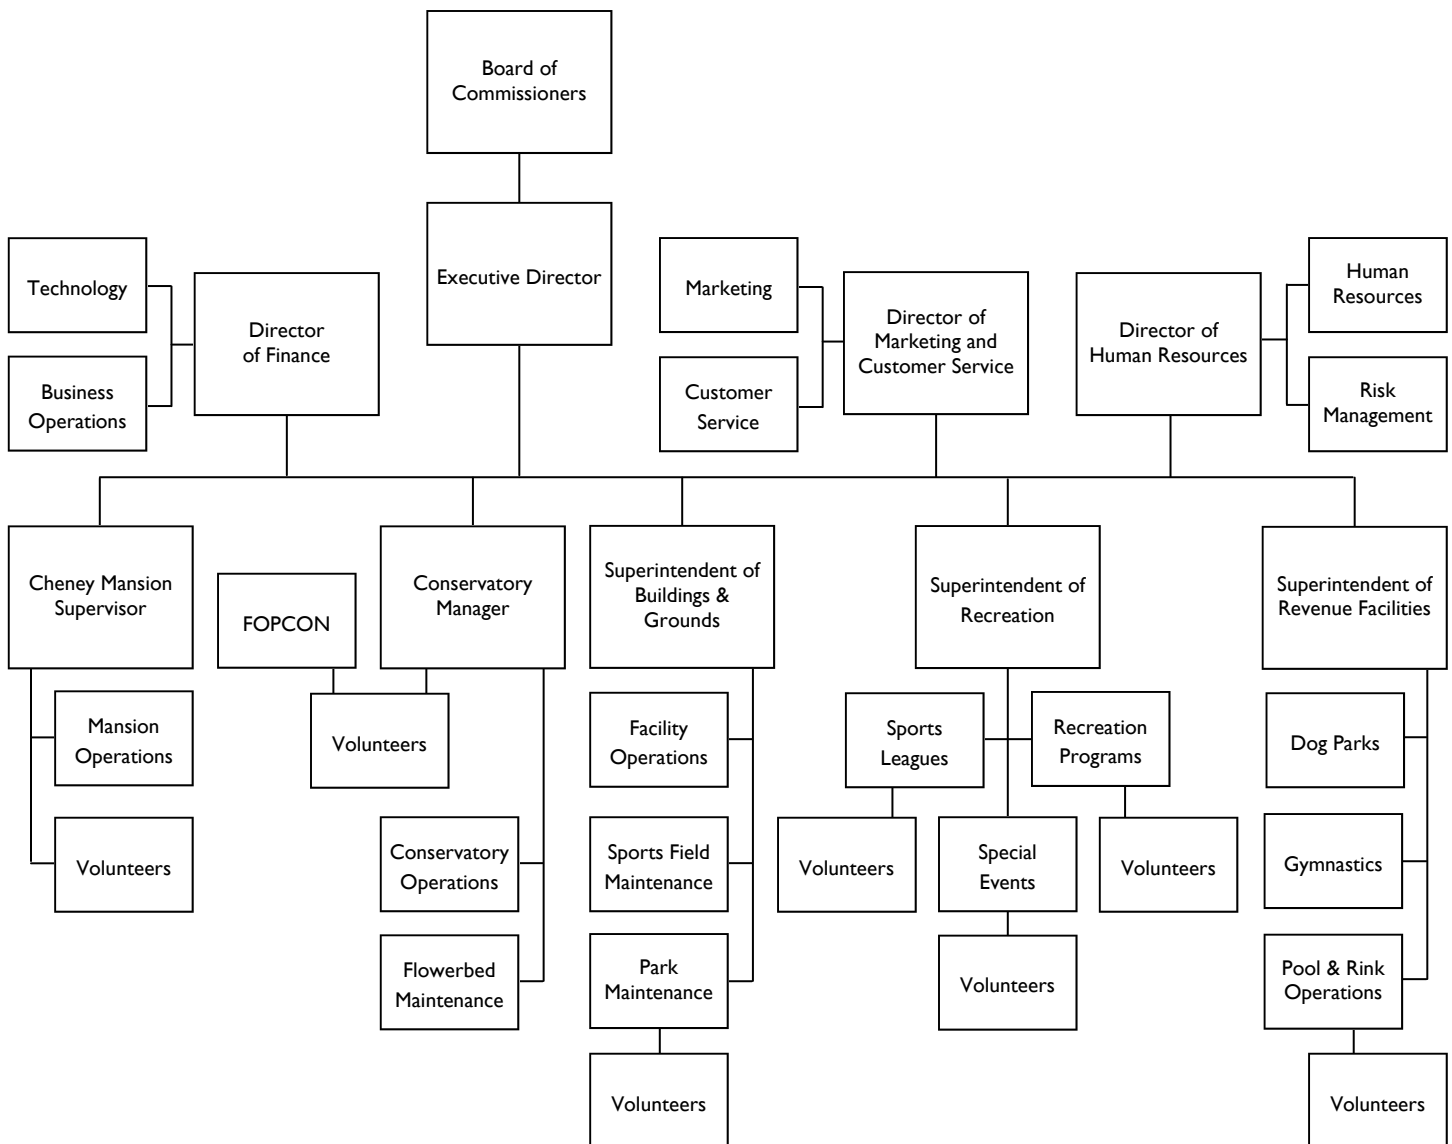 Board of
Commissioners
Executive Director
Technology
Business
Operations
Director
of Finance
Marketing
Customer
Service
Director of
Marketing and
Customer Service
Director of
Human Resources
Human
Resources
Risk
Management
Cheney Mansion
Supervisor
FOPCON
Conservatory
Manager
Superintendent of
Buildings &
Grounds
Superintendent of
Recreation
Superintendent of
Revenue Facilities
Mansion
Operations
Volunteers
Volunteers
Conservatory
Operations
Flowerbed
Maintenance
Facility
Operations
Sports Field
Maintenance
Park
Maintenance
Volunteers
Sports
Leagues
Recreation
Programs
Volunteers
Special
Events
Volunteers
Volunteers
Dog Parks
Gymnastics
Pool & Rink
Operations
Volunteers